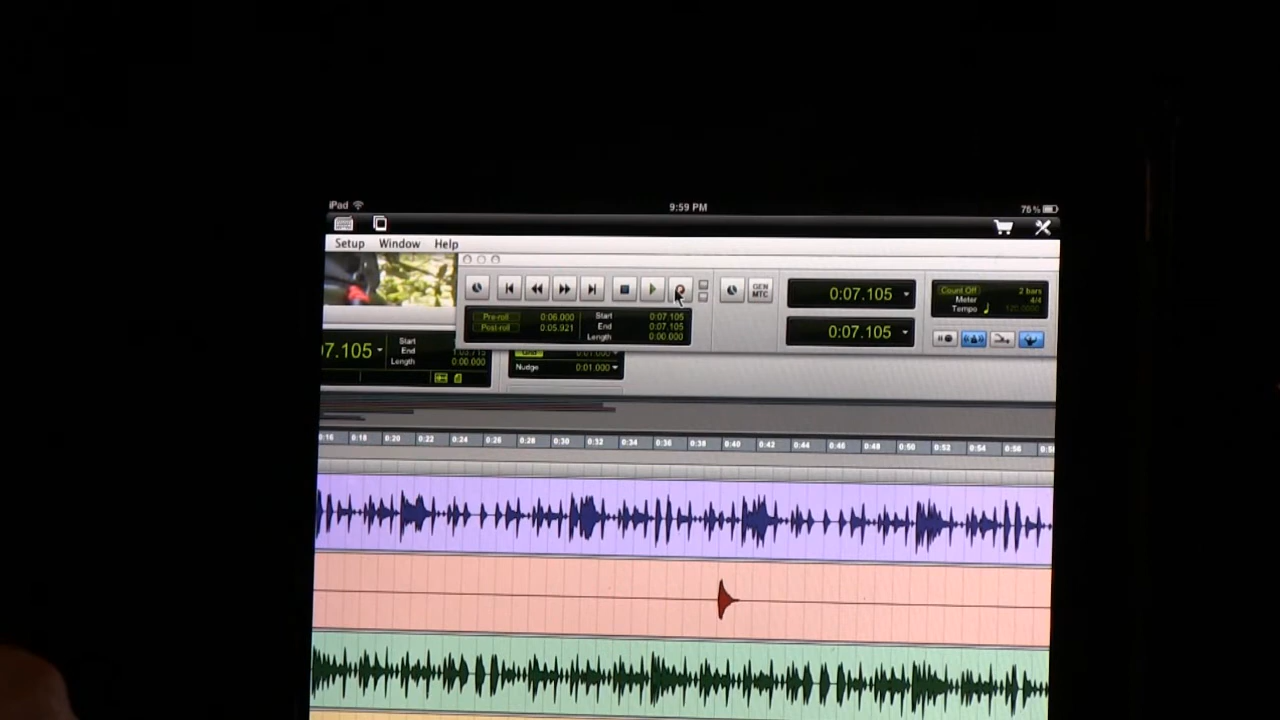 iPad 9:59 PM 75%
Setup Window Help
GEN MTC
0:07.105
Count Off 2 bars
Meter 4/4
Tempo
Pre-roll 0:06.000 Start 0:07.105
Post-roll 0:05.921 End 0:07.105
Length 0:00.000
0:07.105
7.105 Start
End
Length 0:00.000
Nudge 0:01.000
0:16 0:18 0:20 0:22 0:24 0:26 0:28 0:30 0:32 0:34 0:36 0:38 0:40 0:42 0:44 0:46 0:48 0:50 0:52 0:54 0:56